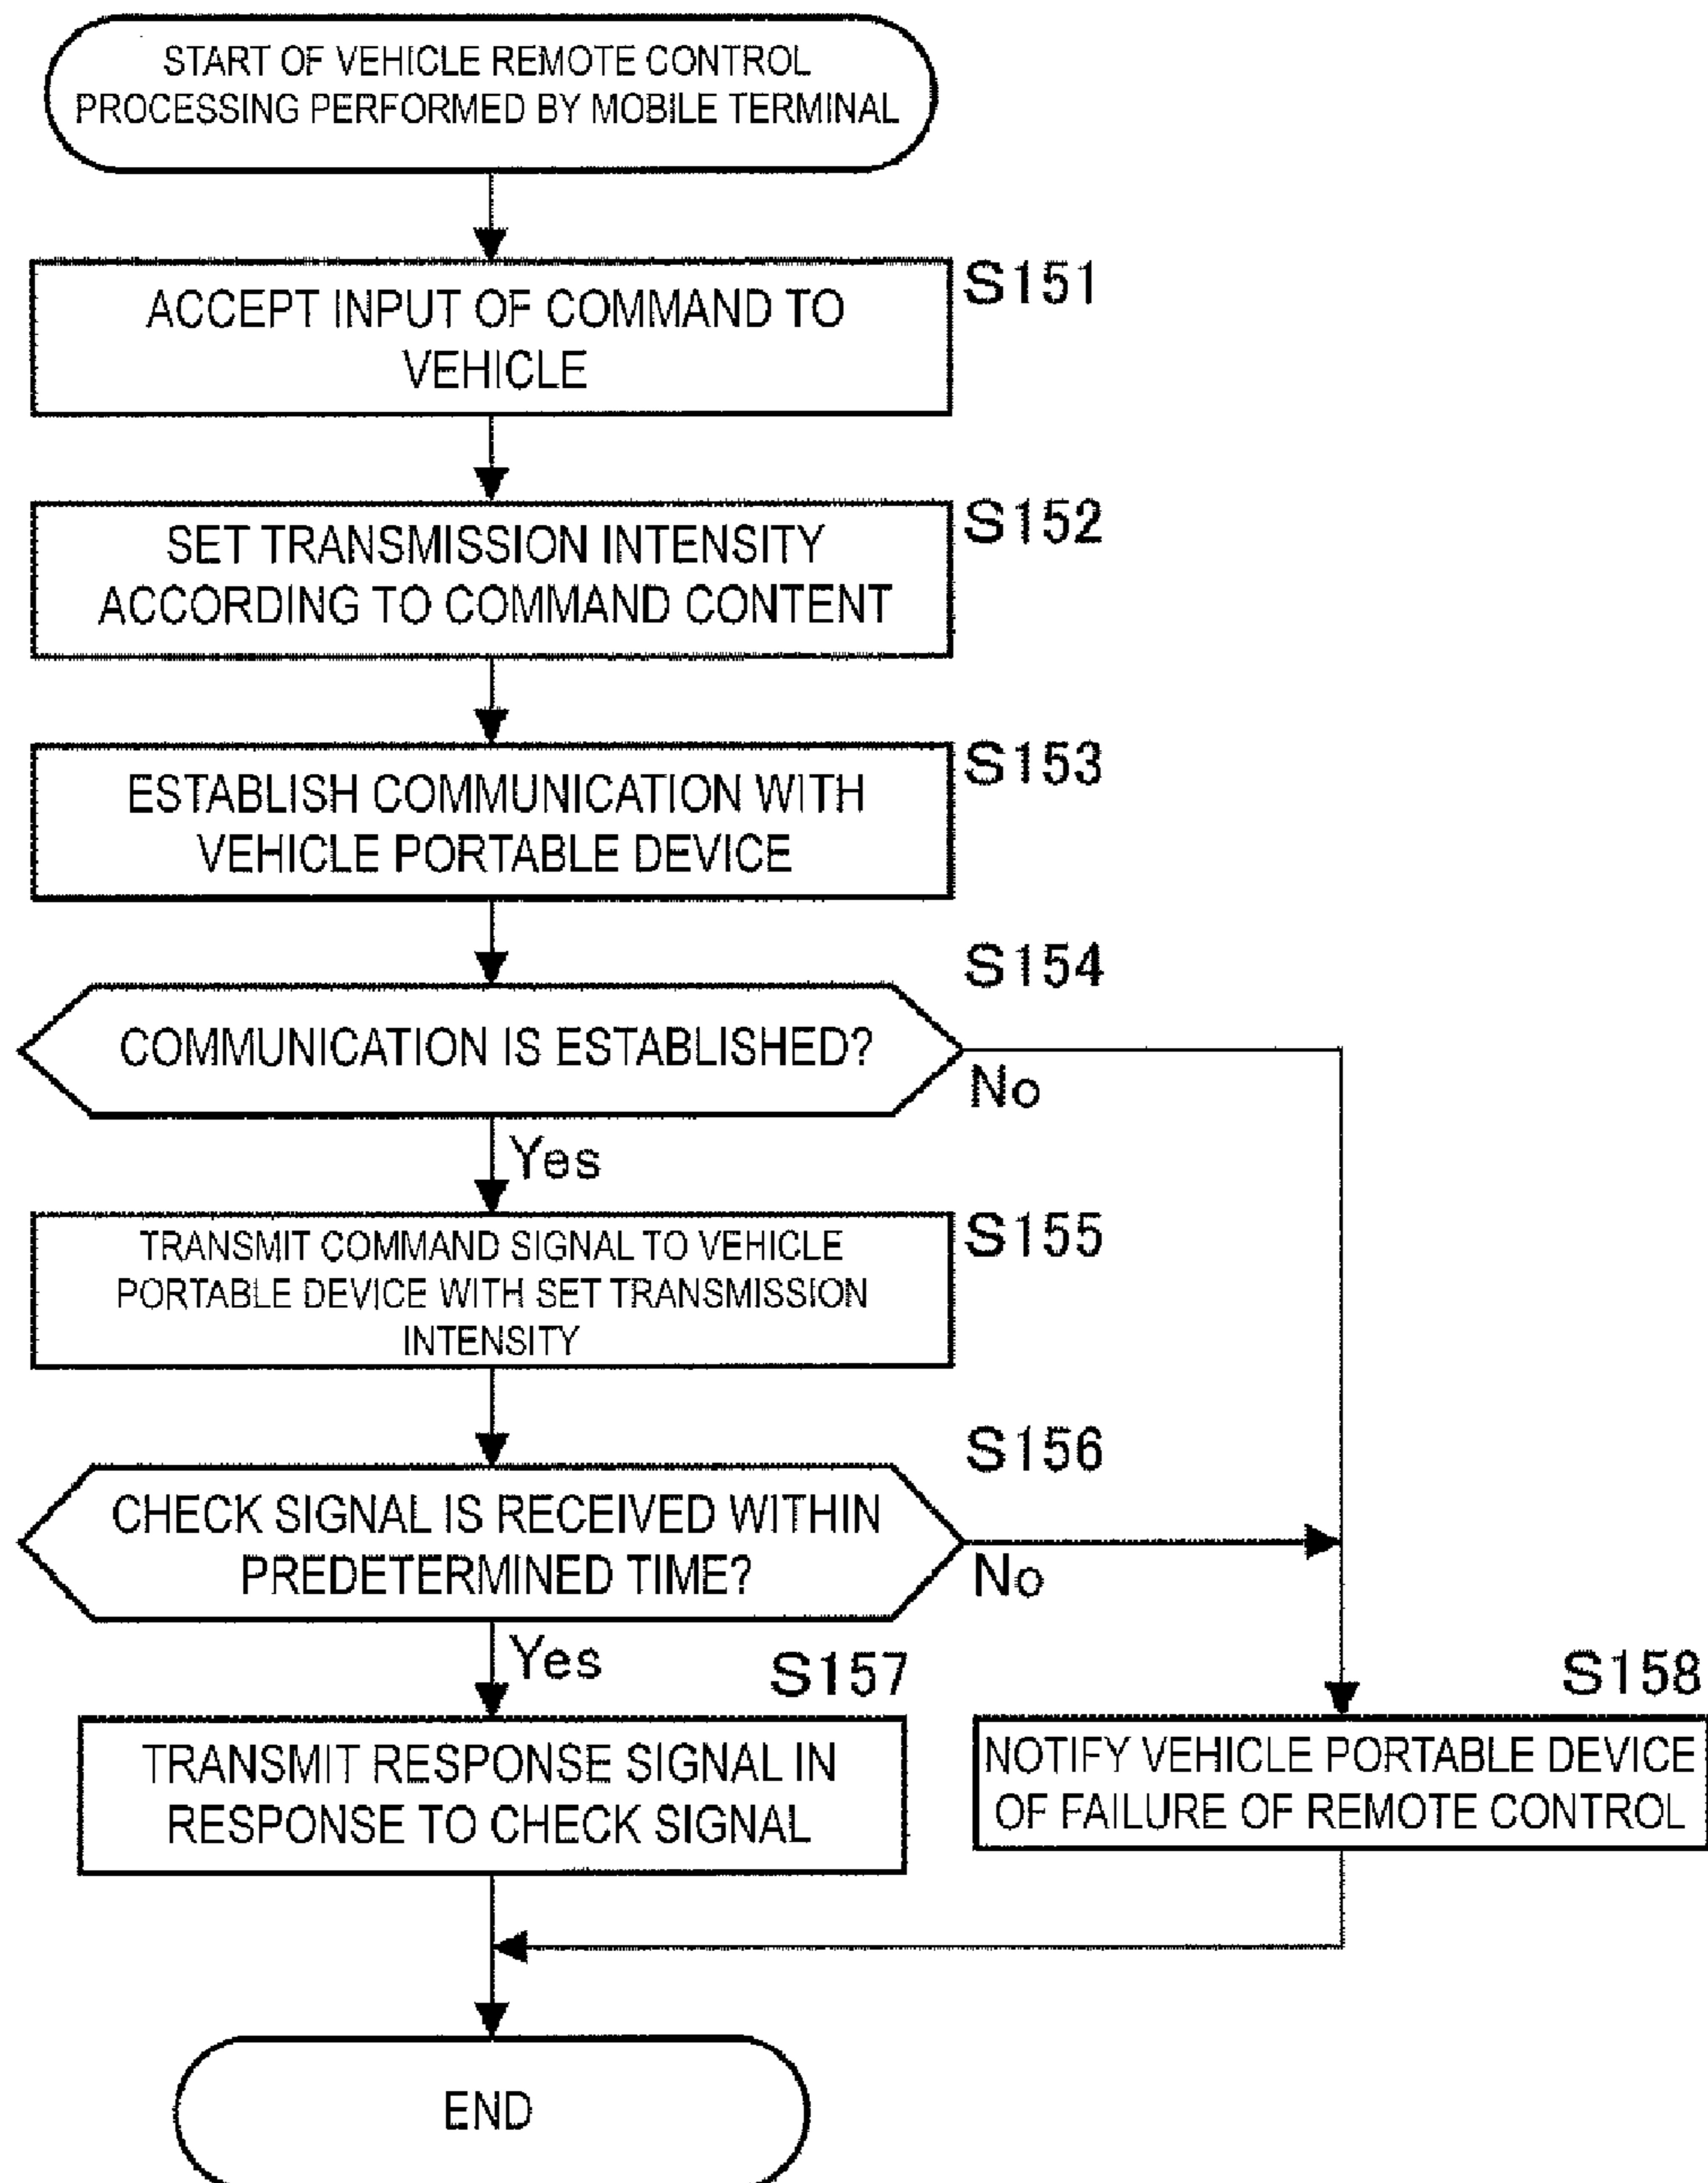 START OF VEHICLE REMOTE CONTROL
PROCESSING PERFORMED BY MOBILE TERMINAL
S151
ACCEPT INPUT OF COMMAND TO
VEHICLE
S152
SET TRANSMISSION INTENSITY
ACCORDING TO COMMAND CONTENT
S153
ESTABLISH COMMUNICATION WITH
VEHICLE PORTABLE DEVICE
S154
COMMUNICATION IS ESTABLISHED?
No
Yes
S155
TRANSMIT COMMAND SIGNAL TO VEHICLE
PORTABLE DEVICE WITH SET TRANSMISSION
INTENSITY
S156
CHECK SIGNAL IS RECEIVED WITHIN
PREDETERMINED TIME?
No
Yes
S157
TRANSMIT RESPONSE SIGNAL IN
RESPONSE TO CHECK SIGNAL
S158
NOTIFY VEHICLE PORTABLE DEVICE
OF FAILURE OF REMOTE CONTROL
END